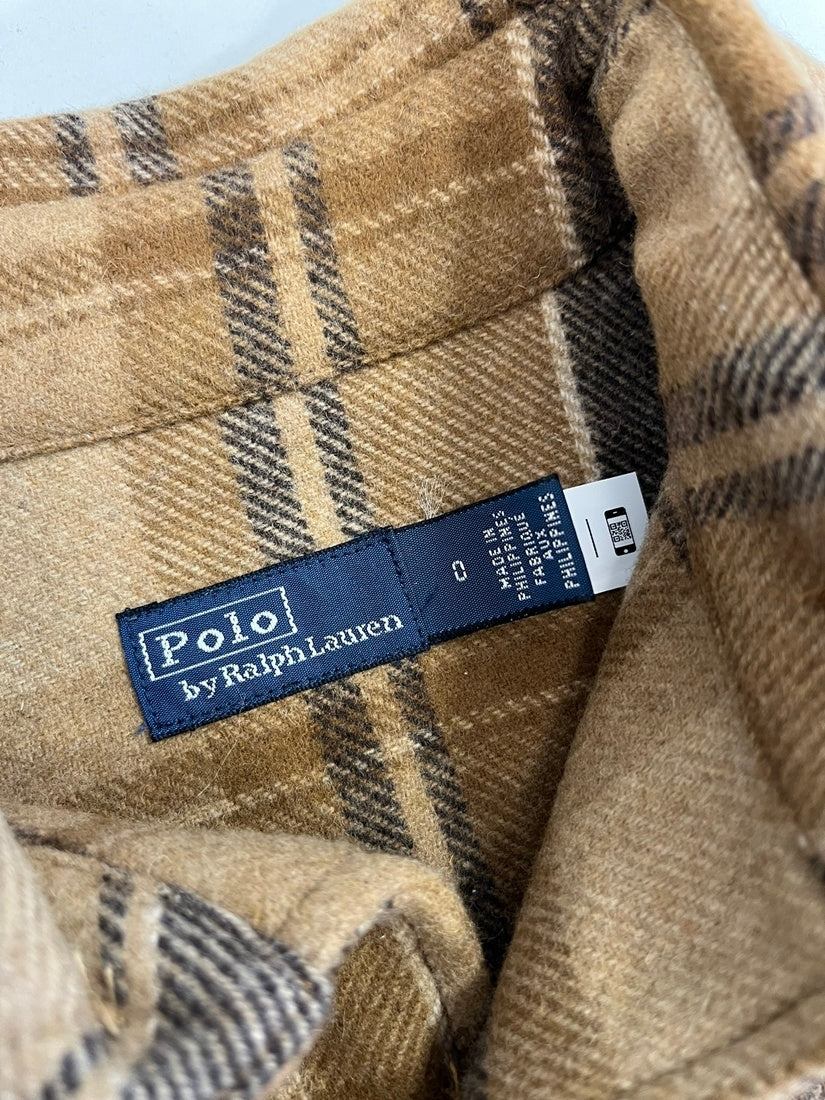 Polo
by Ralph Lauren
0
MADE IN
PHILIPPINES
FABRIQUE
AUX
PHILIPPINES